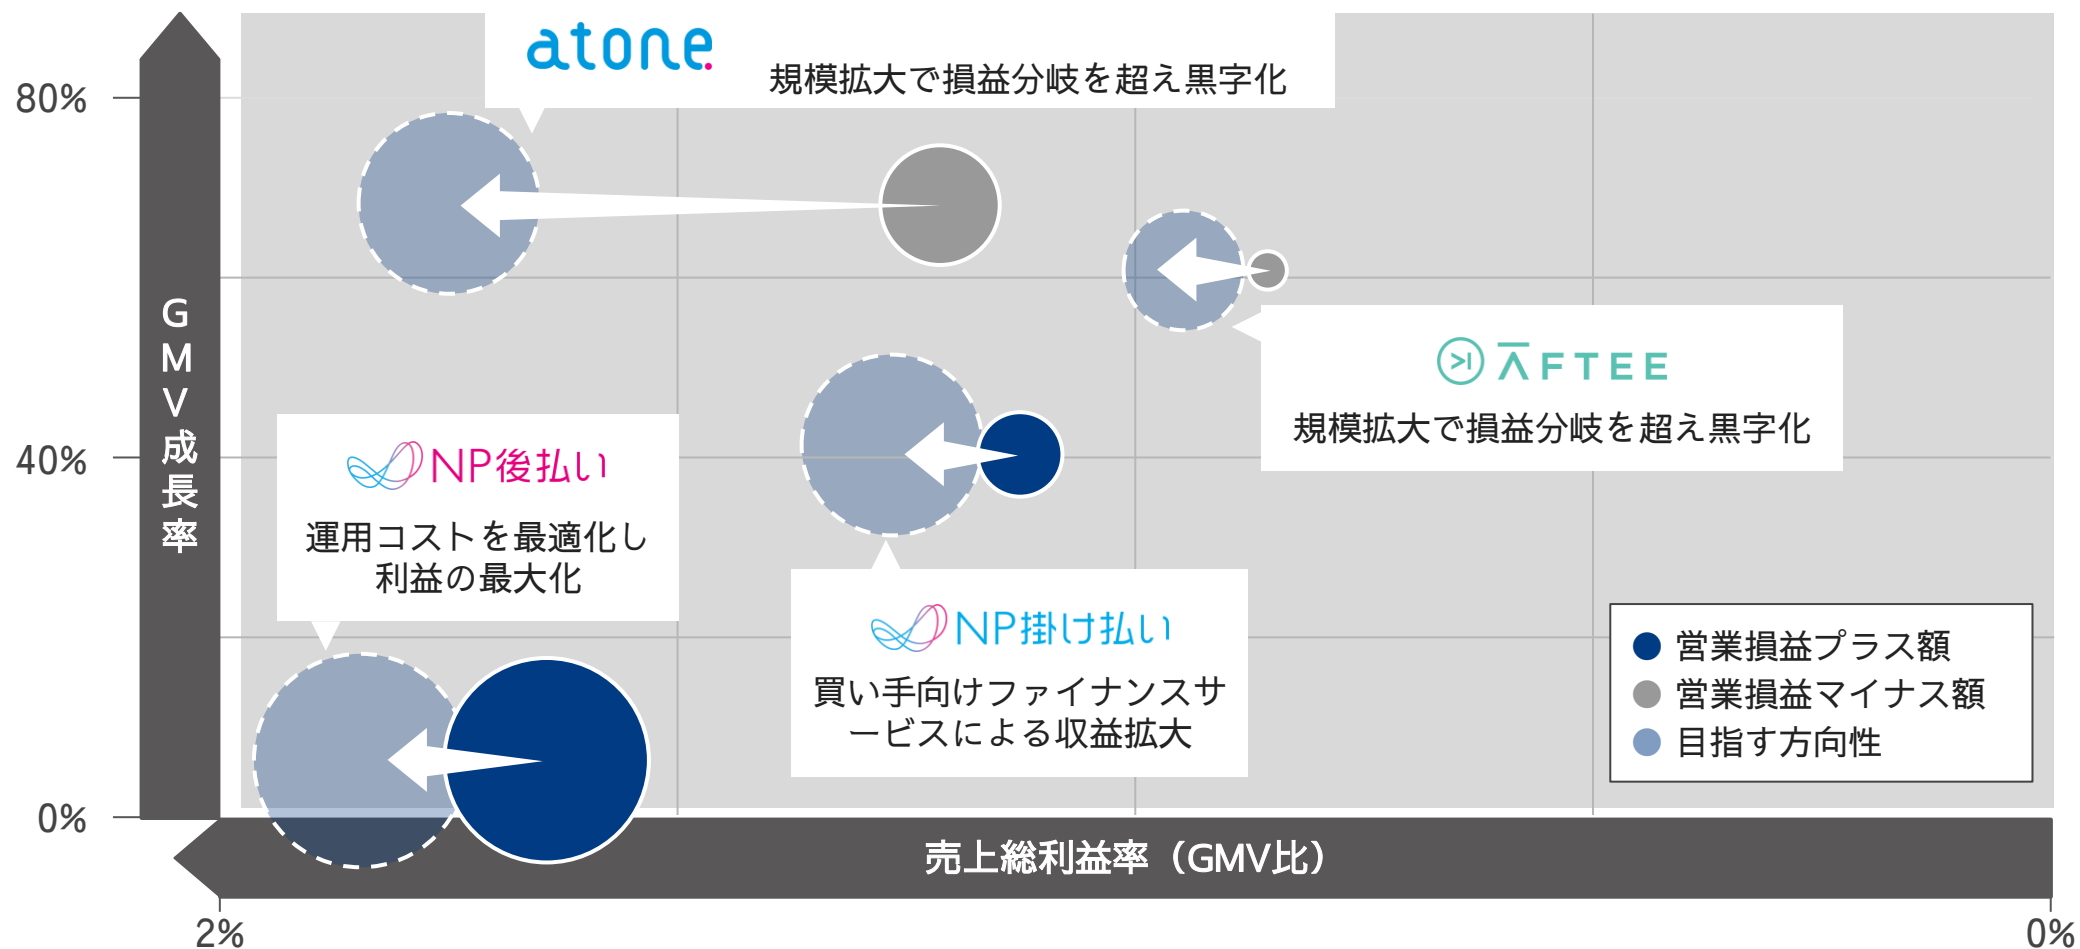 atone
規模拡大で損益分岐を超え黒字化
80%
40%
0%
GMV成長率
AFTEE
規模拡大で損益分岐を超え黒字化
NP後払い
運用コストを最適化し
利益の最大化
NP掛け払い
買い手向けファイナンスサ
ービスによる収益拡大
営業損益プラス額
営業損益マイナス額
目指す方向性
売上総利益率（GMV比）
2%
0%